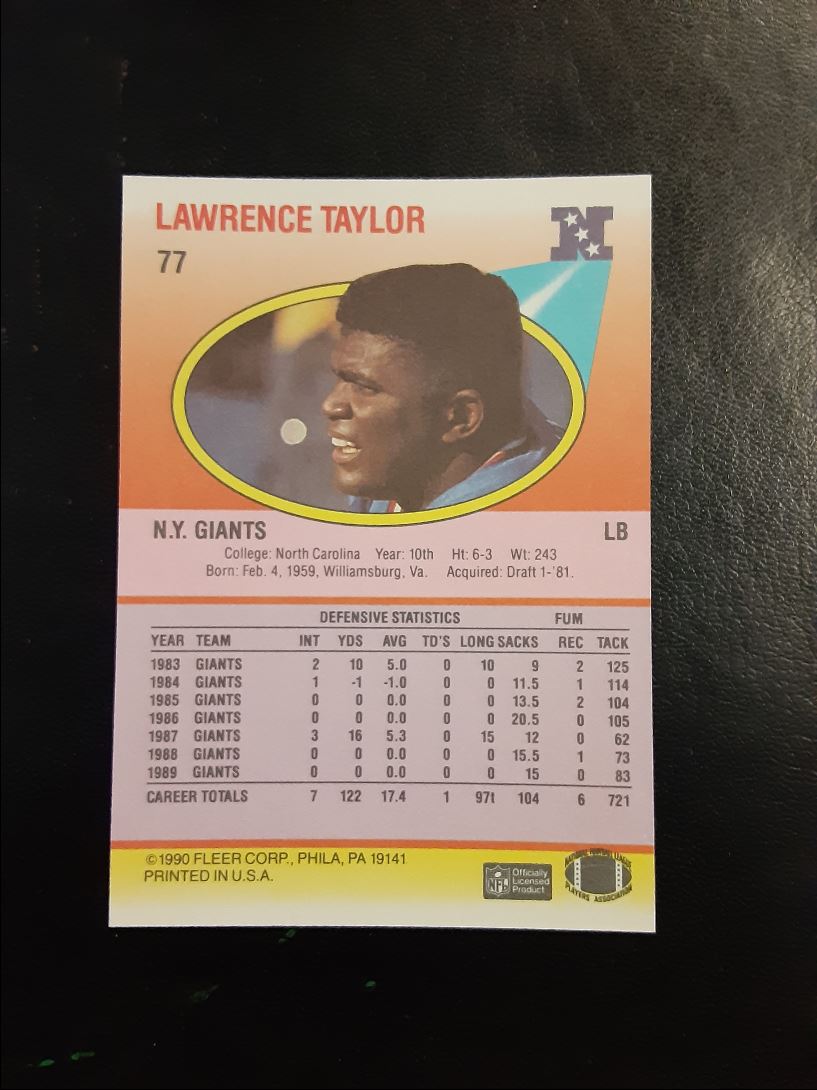 LAWRENCE TAYLOR
77
N.Y. GIANTS LB
College: North Carolina Year: 10th Ht: 6-3 Wt: 243
Born: Feb. 4, 1959, Williamsburg, Va. Acquired: Draft 1-'81.
DEFENSIVE STATISTICS FUM
YEAR TEAM INT YDS AVG TD'S LONG SACKS REC TACK
1983 GIANTS 2 10 5.0 0 10 9 2 125
1984 GIANTS 1 -1 -1.0 0 0 11.5 1 114
1985 GIANTS 0 0 0.0 0 0 13.5 2 104
1986 GIANTS 0 0 0.0 0 0 20.5 0 105
1987 GIANTS 3 16 5.3 0 15 12 0 62
1988 GIANTS 0 0 0.0 0 0 15.5 1 73
1989 GIANTS 0 0 0.0 0 0 15 0 83
CAREER TOTALS 7 122 17.4 1 97t 104 6 721
©1990 FLEER CORP., PHILA, PA 19141
PRINTED IN U.S.A.
NFL
Officially
Licensed
Product
NATIONAL FOOTBALL LEAGUE
PLAYERS ASSOCIATION